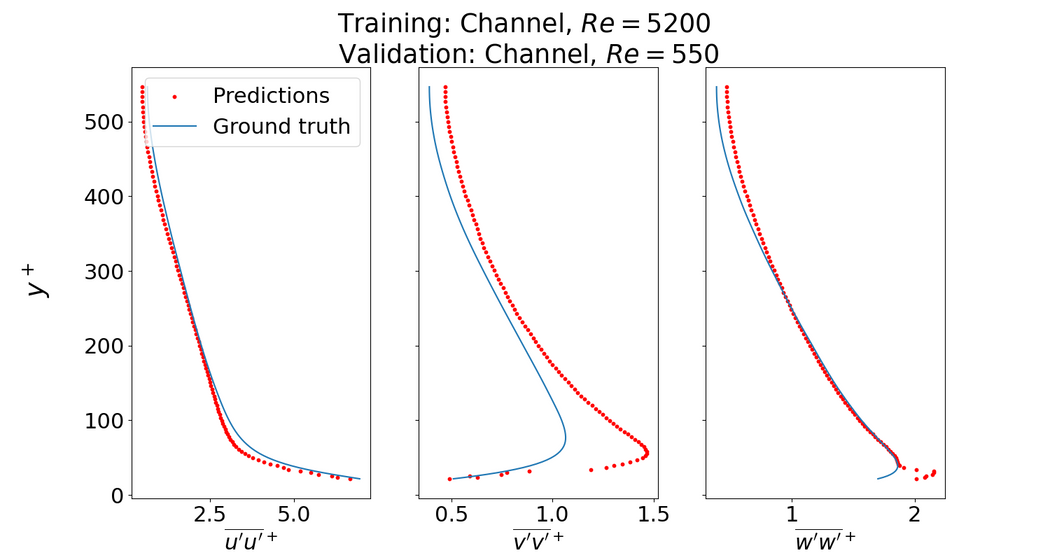 Training: Channel, Re = 5200
Validation: Channel, Re = 550
Predictions
Ground truth
500
400
300
200
100
0
y⁺
2.5 5.0
0.5 1.0 1.5
1 2
u′u′⁺
v′v′⁺
w′w′⁺